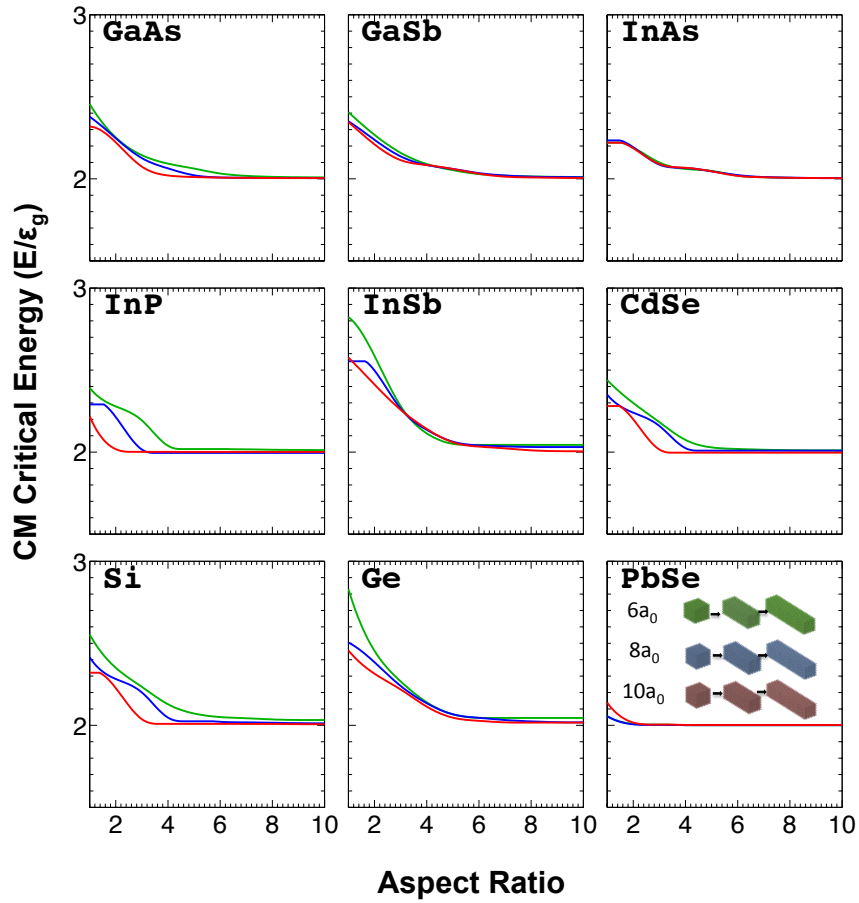 3
GaAs
GaSb
InAs
2
3
InP
InSb
CdSe
2
CM Critical Energy (E/εg)
3
Si
Ge
PbSe
6a0
8a0
10a0
2
2 4 6 8 10
2 4 6 8 10
2 4 6 8 10
Aspect Ratio